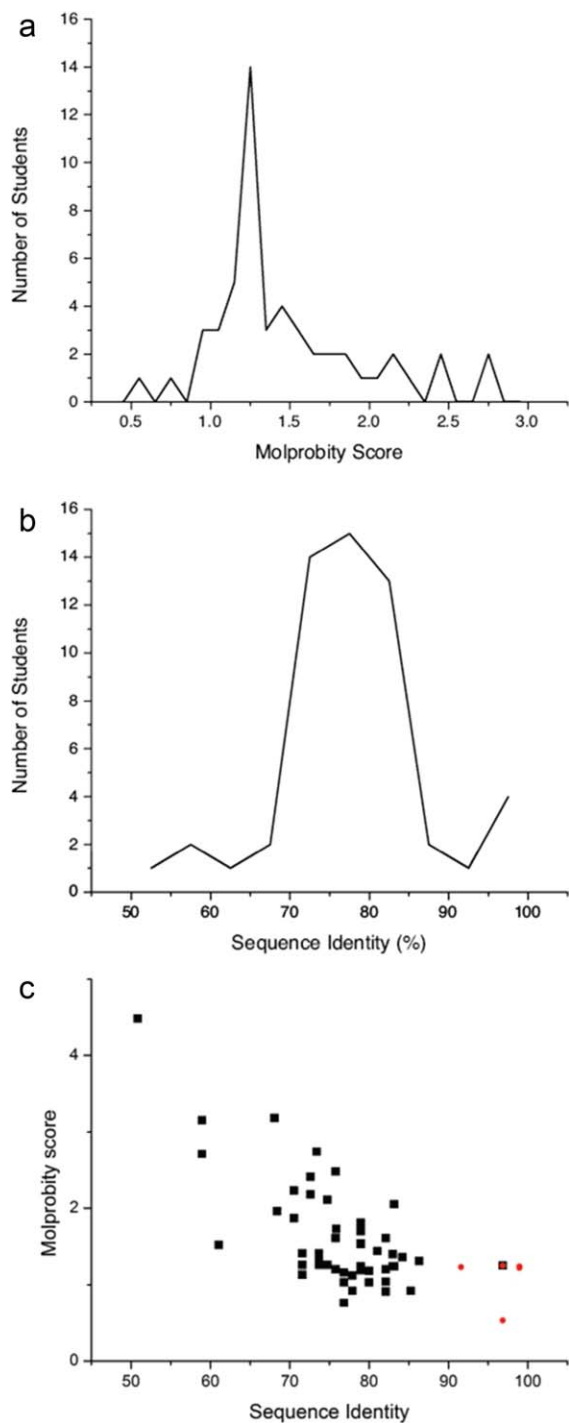 a
16
14
12
10
8
6
4
2
0
Number of Students
0.5 1.0 1.5 2.0 2.5 3.0
Molprobity Score
b
16
14
12
10
8
6
4
2
0
Number of Students
50 60 70 80 90 100
Sequence Identity (%)
c
4
2
0
Molprobity score
50 60 70 80 90 100
Sequence Identity